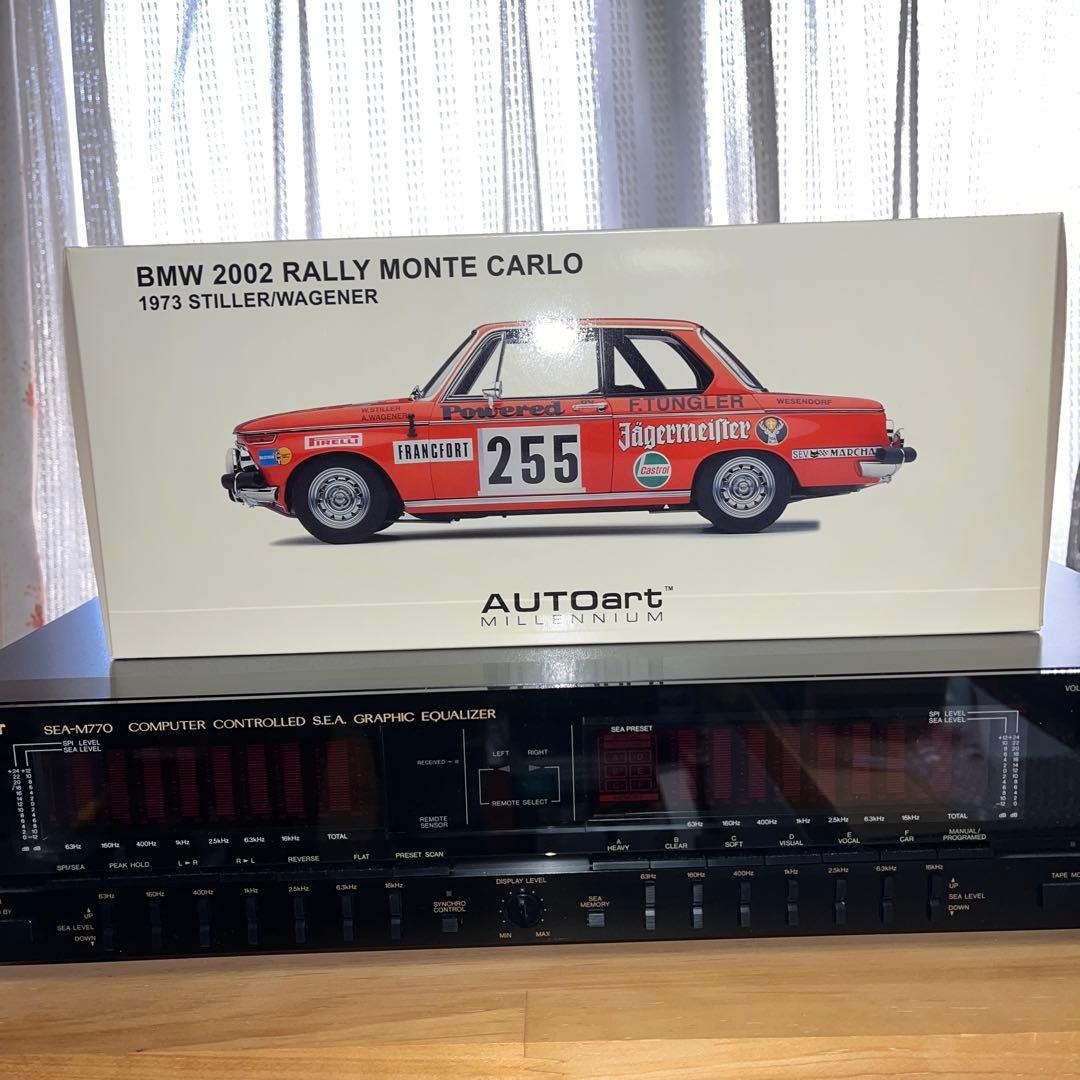 BMW 2002 RALLY MONTE CARLO
1973 STILLER/WAGENER
W.STILLER
A.WAGENER
Powered
F.TUNGLER
WESENDORF
PIRELLI
FRANCFORT
255
Jägermeister
Castrol
SEV MARCHAL
AUTOart™
MILLENNIUM
SEA-M770 COMPUTER CONTROLLED S.E.A. GRAPHIC EQUALIZER
VOL
SPI LEVEL
SEA LEVEL
RECEIVED
LEFT RIGHT
REMOTE SELECT
REMOTE
SENSOR
SEA PRESET
SPI LEVEL
SEA LEVEL
63Hz 160Hz 400Hz 1kHz 2.5kHz 6.3kHz 16kHz TOTAL
63Hz 160Hz 400Hz 1kHz 2.5kHz 6.3kHz 16kHz TOTAL
SPI/SEA PEAK HOLD L►R R►L REVERSE FLAT PRESET SCAN
A B C D E F MANUAL/
HEAVY CLEAR SOFT VISUAL VOCAL CAR PROGRAMED
63Hz 160Hz 400Hz 1kHz 2.5kHz 6.3kHz 16kHz
DISPLAY LEVEL
MIN MAX
SYNCHRO
CONTROL
SEA
MEMORY
63Hz 160Hz 400Hz 1kHz 2.5kHz 6.3kHz 16kHz
UP
SEA LEVEL
DOWN
UP
SEA LEVEL
DOWN
BY
TAPE MO